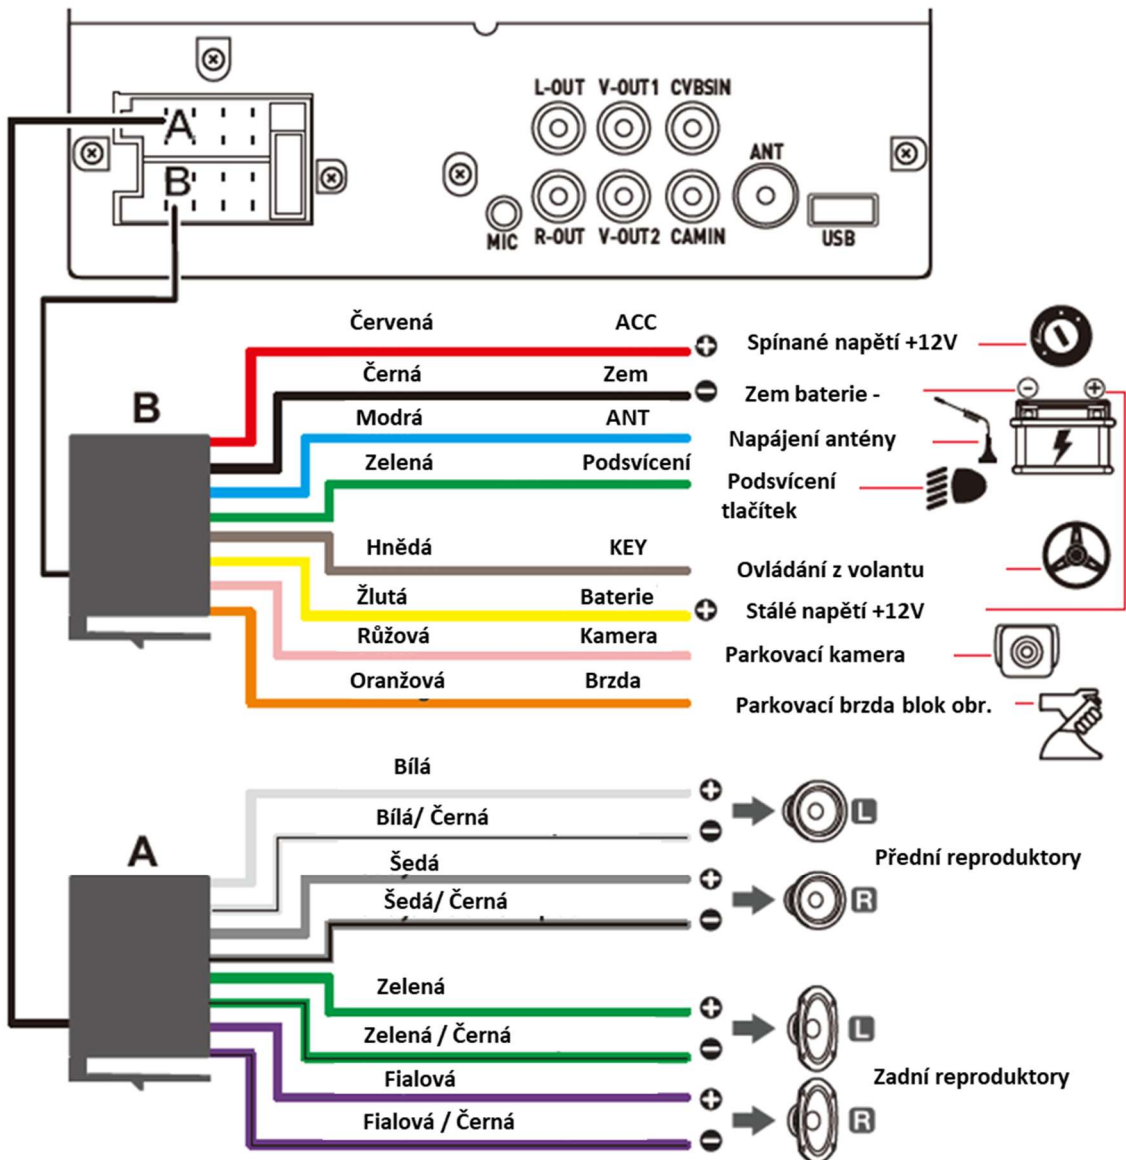 L-OUT V-OUT1 CVBSIN
A
ANT
B
MIC R-OUT V-OUT2 CAMIN USB
Červená ACC
Spínané napětí +12V
Černá Zem
Zem baterie -
B
Modrá ANT
Napájení antény
Zelená Podsvícení
Podsvícení
tlačítek
Hnědá KEY
Ovládání z volantu
Žlutá Baterie
Stálé napětí +12V
Růžová Kamera
Parkovací kamera
Oranžová Brzda
Parkovací brzda blok obr.
Bílá
L
Bílá/ Černá
A
Přední reproduktory
Šedá
R
Šedá/ Černá
Zelená
L
Zelená / Černá
Zadní reproduktory
Fialová
R
Fialová / Černá